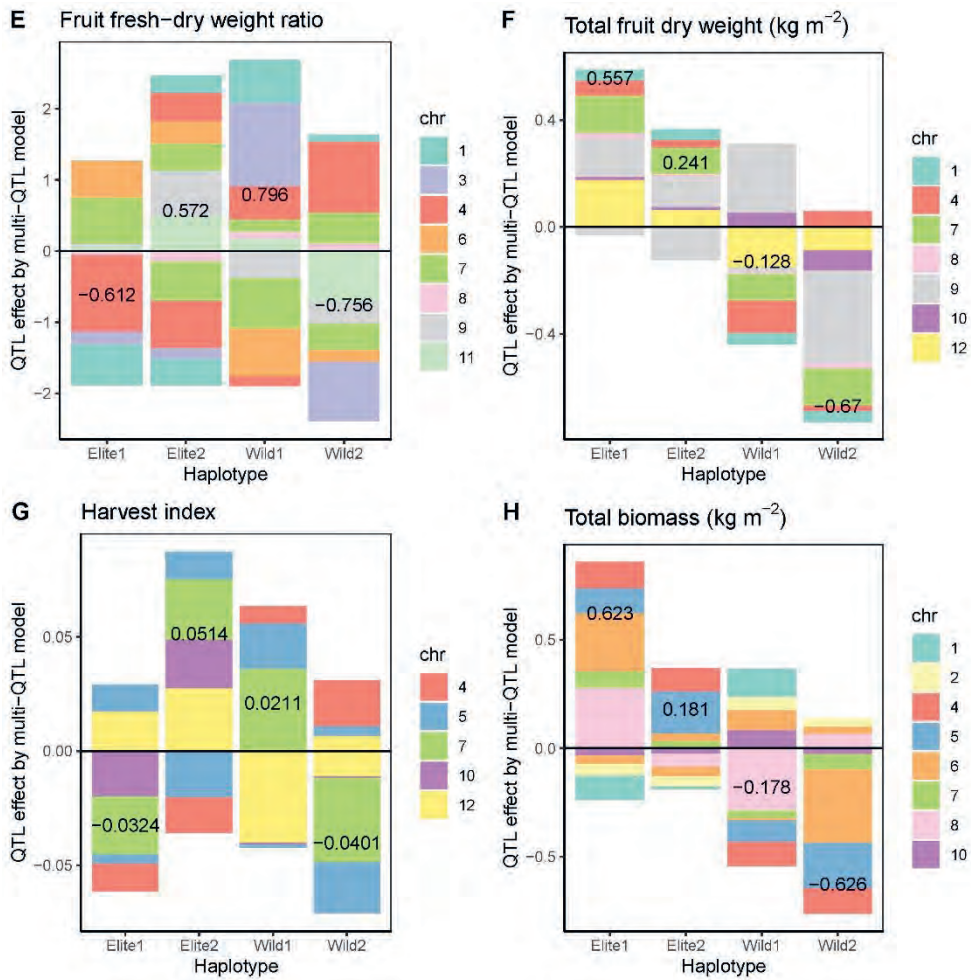 E Fruit fresh−dry weight ratio
QTL effect by multi−QTL model
2
1
0
−1
−2
0.572
0.796
−0.612
−0.756
Elite1 Elite2 Wild1 Wild2
Haplotype
chr
1
3
4
6
7
8
9
11
F Total fruit dry weight (kg m⁻²)
QTL effect by multi−QTL model
0.4
0.0
−0.4
0.557
0.241
−0.128
−0.67
Elite1 Elite2 Wild1 Wild2
Haplotype
chr
1
4
7
8
9
10
12
G Harvest index
QTL effect by multi−QTL model
0.05
0.00
−0.05
0.0514
0.0211
−0.0324
−0.0401
Elite1 Elite2 Wild1 Wild2
Haplotype
chr
4
5
7
10
12
H Total biomass (kg m⁻²)
QTL effect by multi−QTL model
0.5
0.0
−0.5
0.623
0.181
−0.178
−0.626
Elite1 Elite2 Wild1 Wild2
Haplotype
chr
1
2
4
5
6
7
8
10